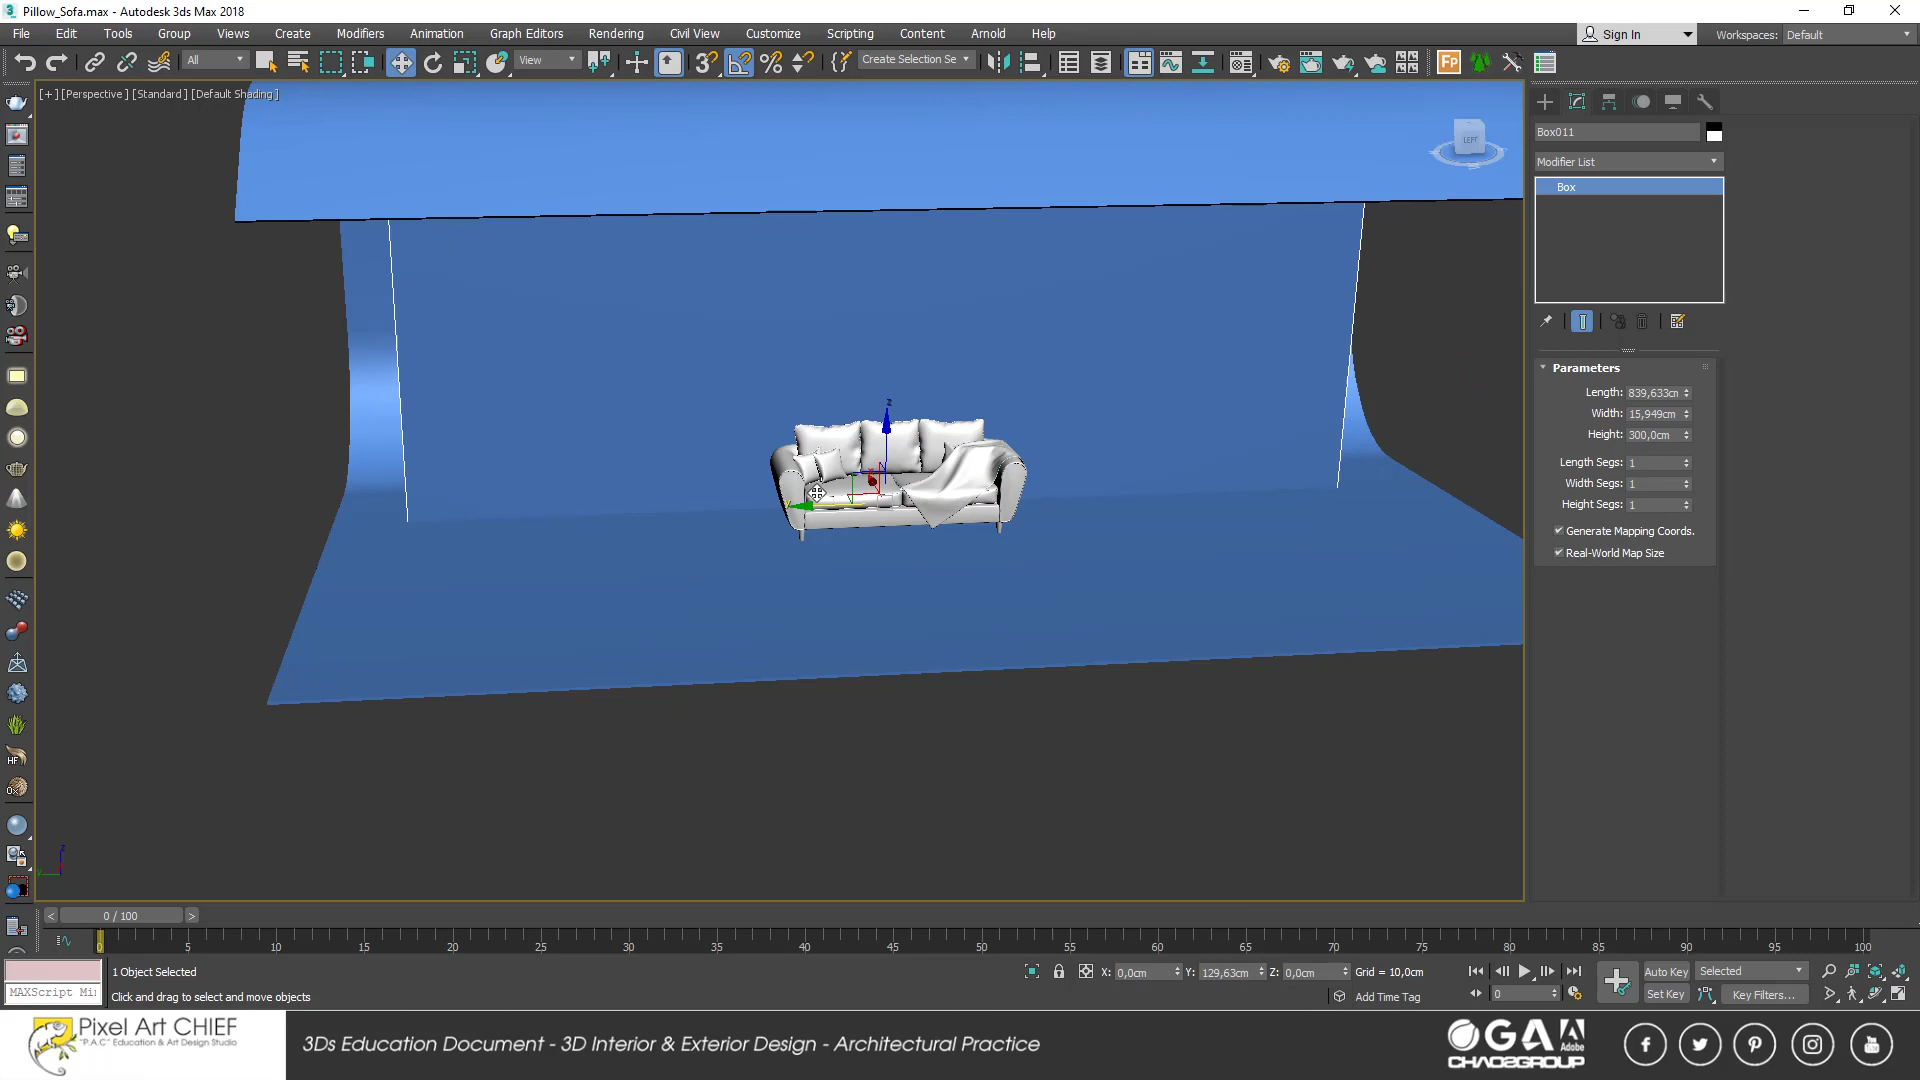 Pillow_Sofa.max - Autodesk 3ds Max 2018
File Edit Tools Group Views Create Modifiers Animation Graph Editors Rendering Civil View Customize Scripting Content Arnold Help
Sign In
Workspaces: Default
All
View
Create Selection Se
[+] [Perspective ] [Standard ] [Default Shading ]
LEFT
Box011
Modifier List
Box
Parameters
Length: 839,633cm
Width: 15,949cm
Height: 300,0cm
Length Segs: 1
Width Segs: 1
Height Segs: 1
Generate Mapping Coords.
Real-World Map Size
z
y
z
0 / 100
0 5 10 15 20 25 30 35 40 45 50 55 60 65 70 75 80 85 90 95 100
1 Object Selected
X: 0,0cm Y: 129,63cm Z: 0,0cm Grid = 10,0cm
Auto Key Selected
MAXScript Mi
Click and drag to select and move objects
Add Time Tag
0
Set Key Key Filters...
Pixel Art CHIEF
"P.A.C" Education & Art Design Studio
3Ds Education Document - 3D Interior & Exterior Design - Architectural Practice
CHAOSGROUP
GA
Adobe